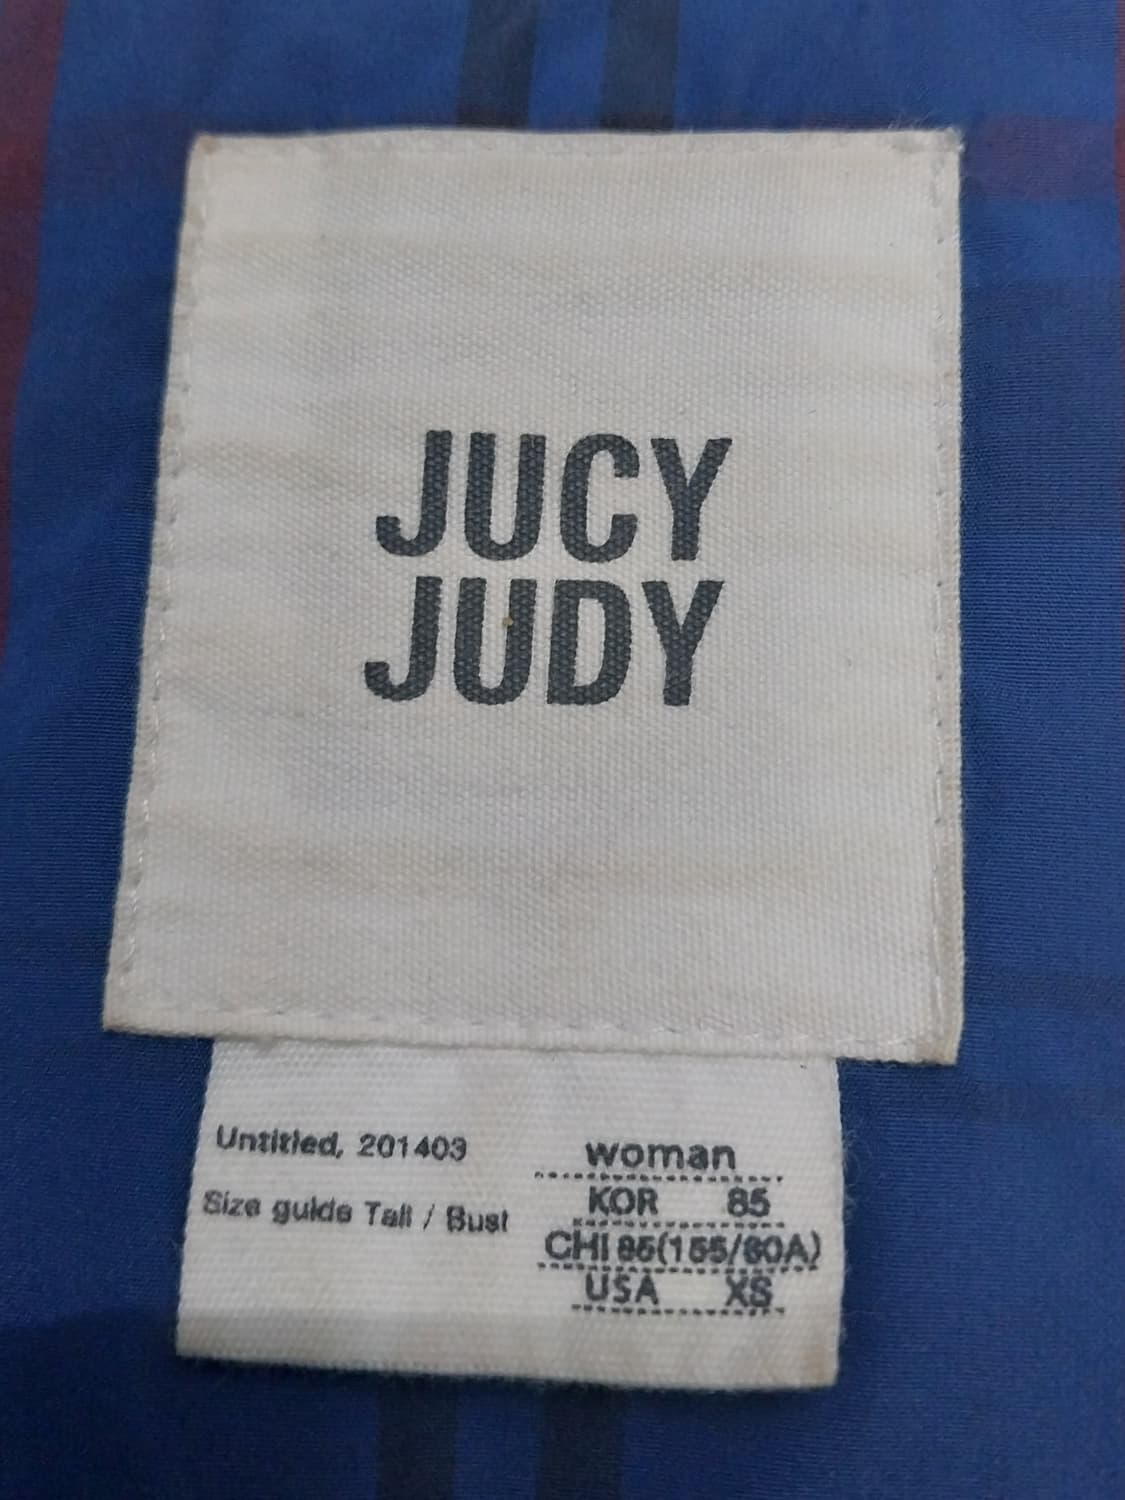 JUCY
JUDY
Untitled, 201403
Size guide Tall / Bust
woman
KOR 85
CHI 85(155/80A)
USA XS